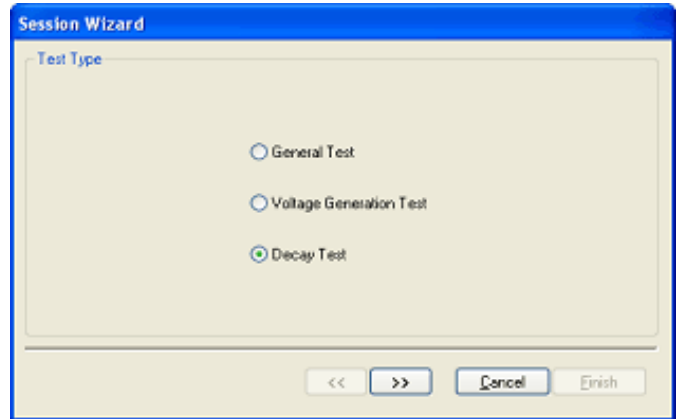 Session Wizard
Test Type
General Test
Voltage Generation Test
Decay Test
<< >> Cancel Finish